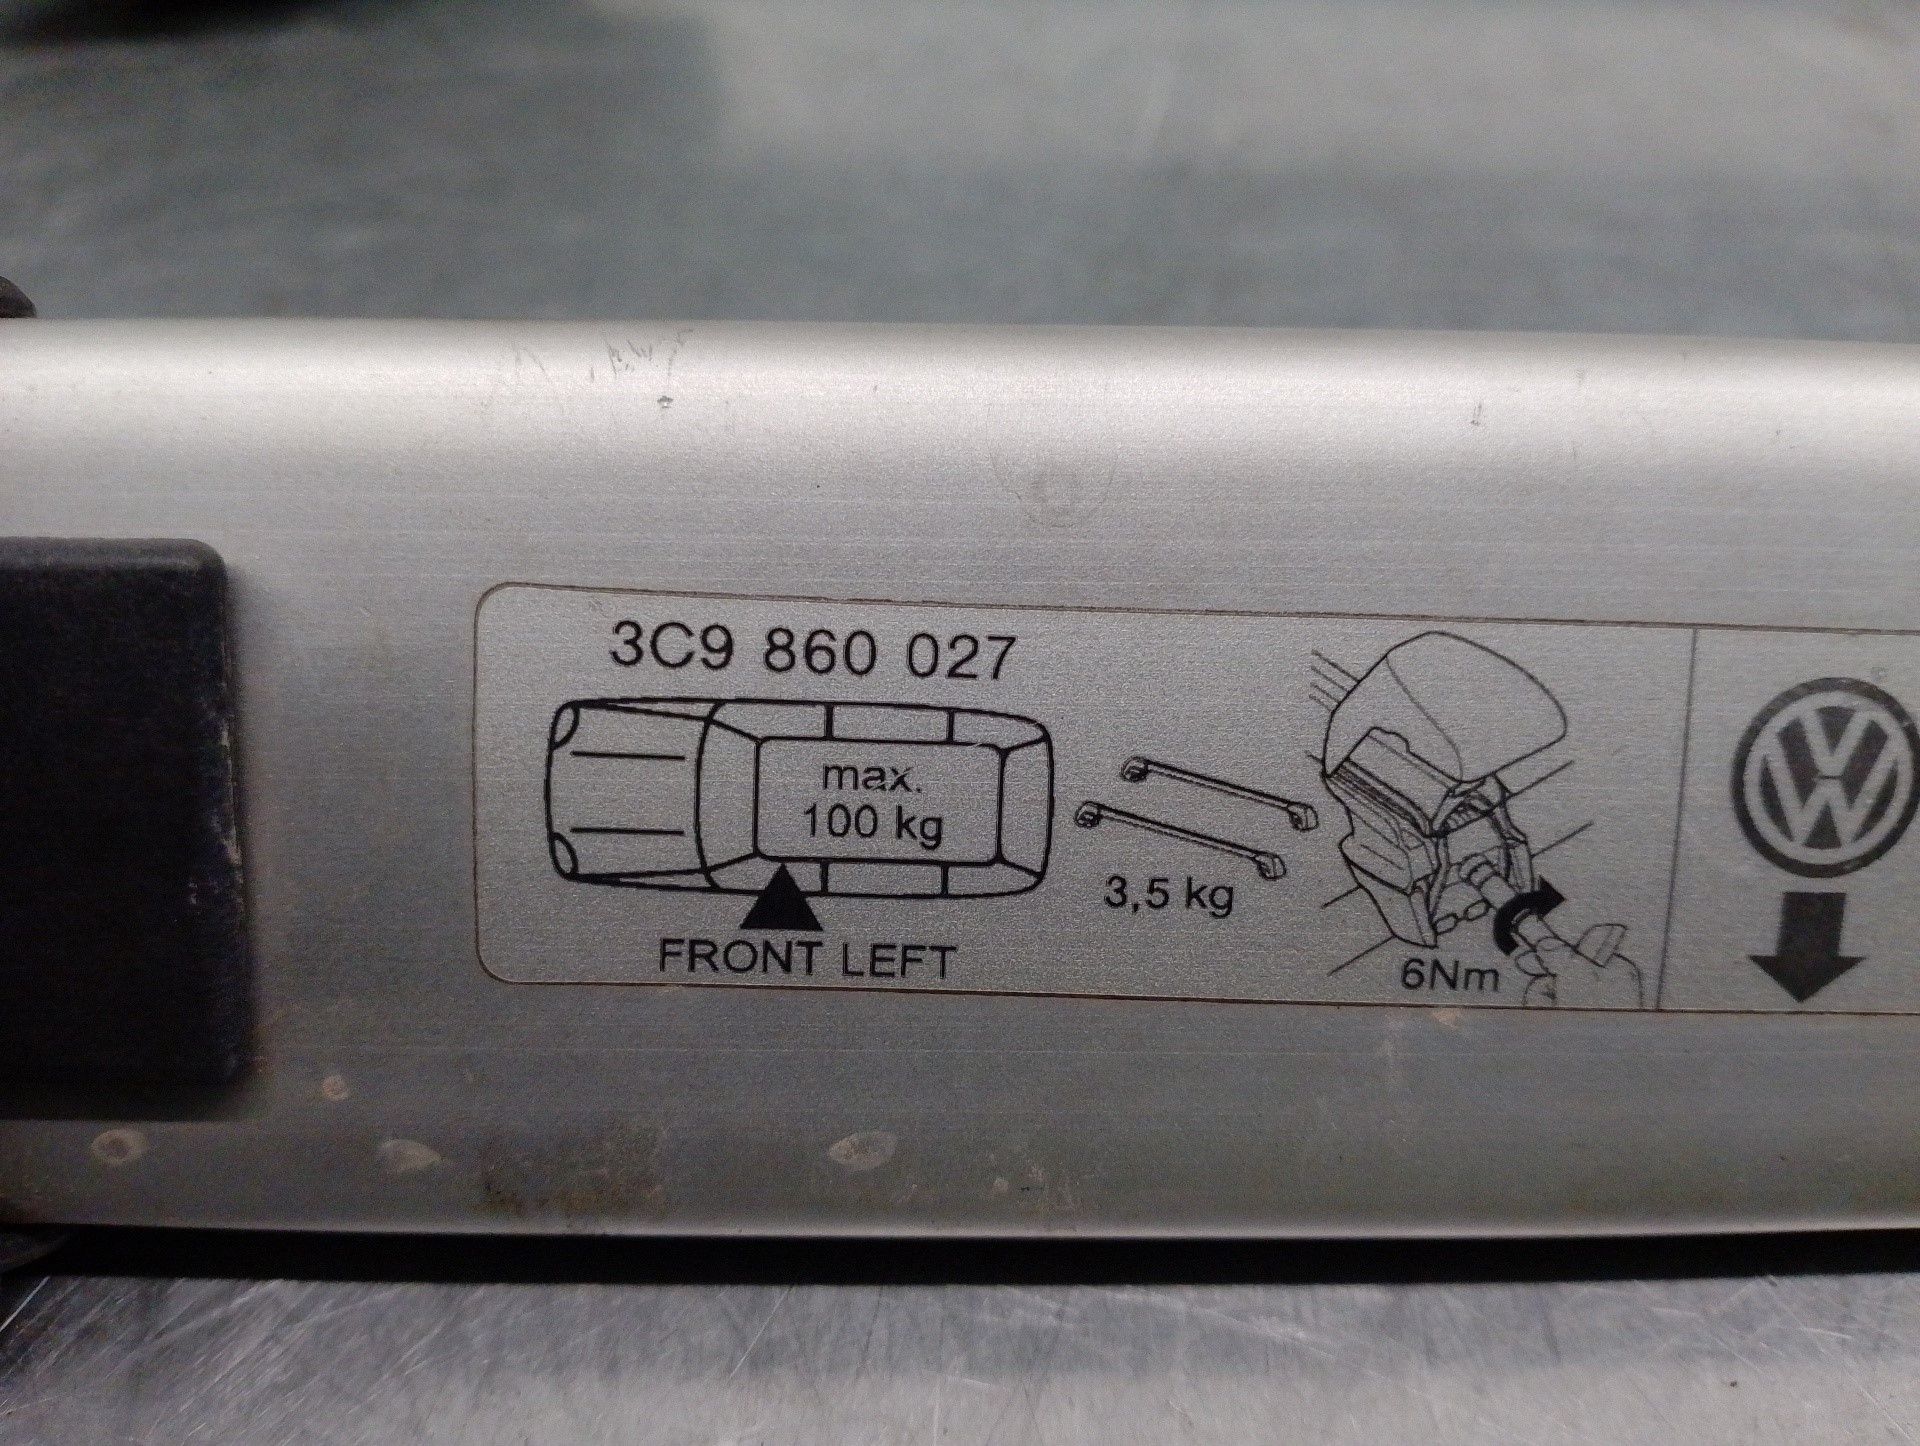 3C9 860 027
max.
100 kg
3,5 kg
FRONT LEFT
6Nm